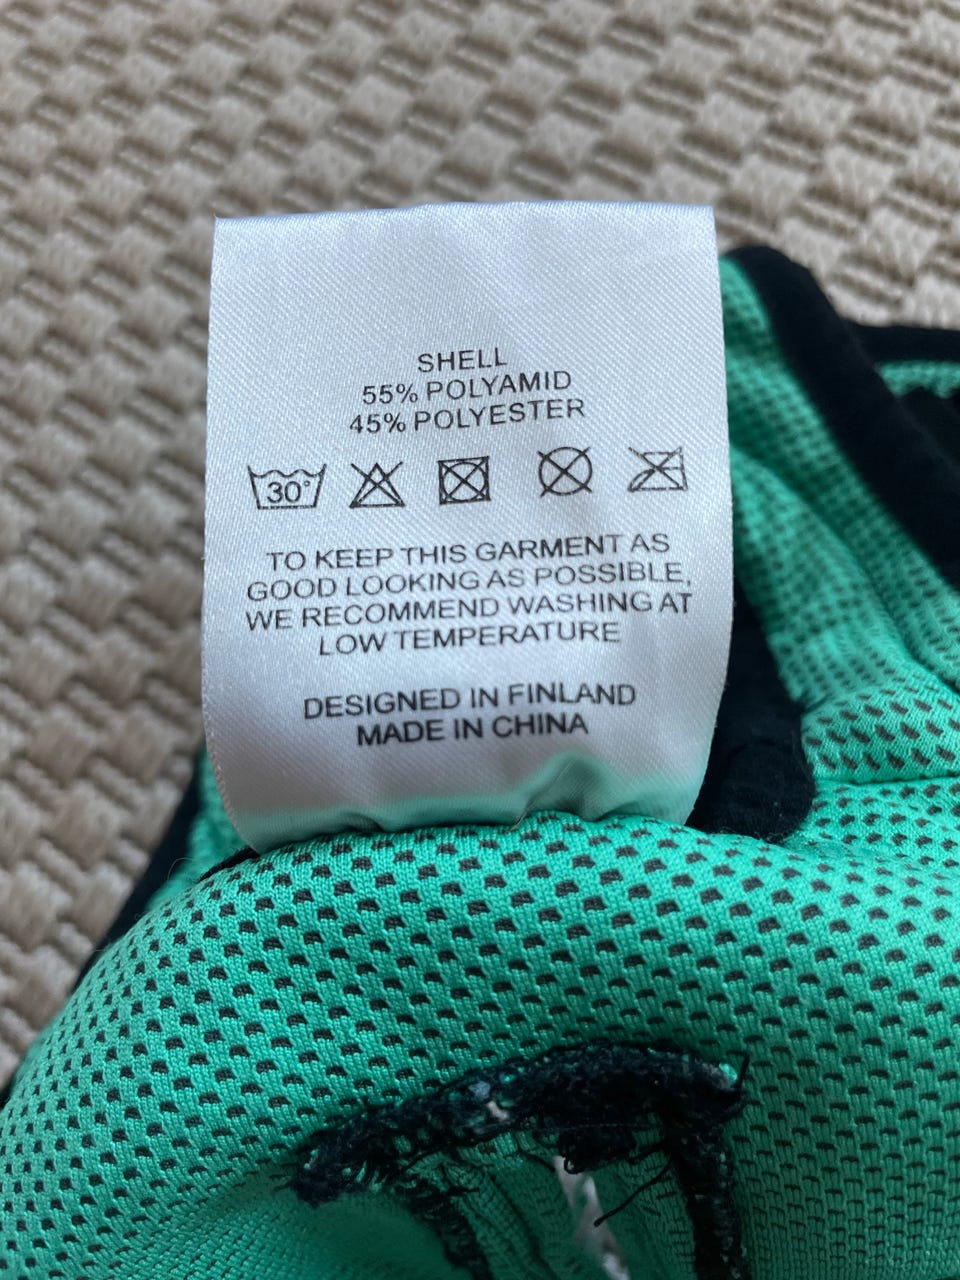 SHELL
55% POLYAMID
45% POLYESTER
30°
TO KEEP THIS GARMENT AS
GOOD LOOKING AS POSSIBLE,
WE RECOMMEND WASHING AT
LOW TEMPERATURE
DESIGNED IN FINLAND
MADE IN CHINA